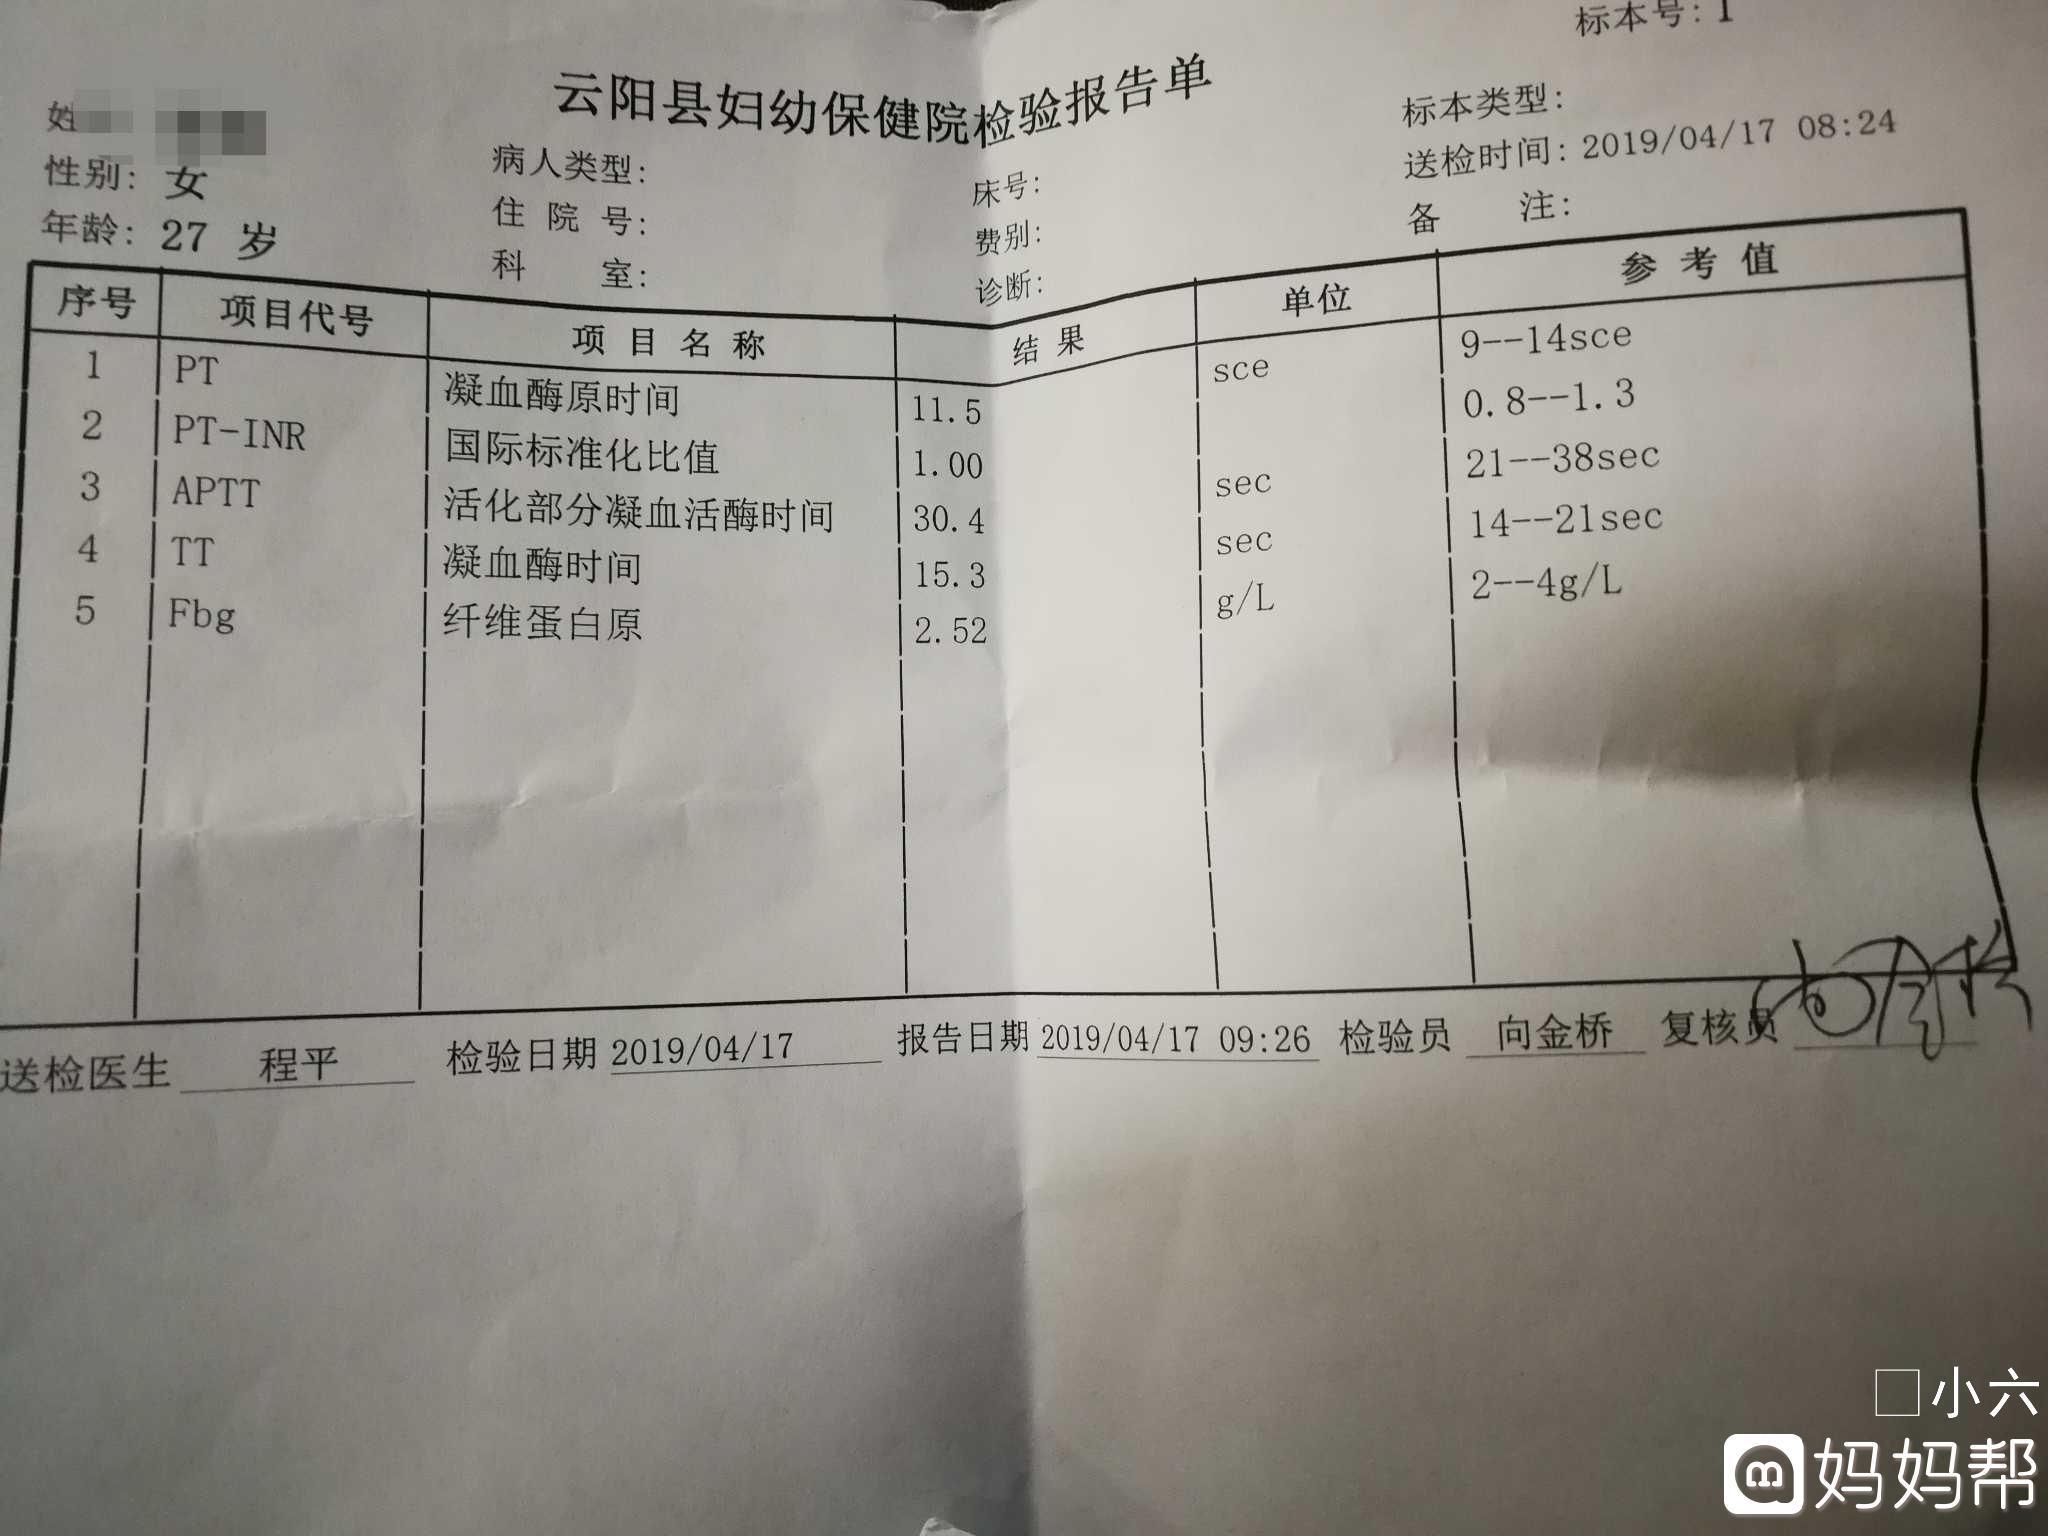 标本号: 1
云阳县妇幼保健院检验报告单
姓
病人类型:
标本类型:
性别: 女
住 院 号:
床号:
送检时间: 2019/04/17 08:24
年龄: 27 岁
科 室:
费别:
备 注:
诊断:
序号 项目代号 项 目 名 称 结 果 单位 参 考 值
1 PT 凝血酶原时间 11.5 sce 9--14sce
2 PT-INR 国际标准化比值 1.00 0.8--1.3
3 APTT 活化部分凝血活酶时间 30.4 sec 21--38sec
4 TT 凝血酶时间 15.3 sec 14--21sec
5 Fbg 纤维蛋白原 2.52 g/L 2--4g/L
送检医生 程平 检验日期 2019/04/17 报告日期 2019/04/17 09:26 检验员 向金桥 复核员
小六
妈妈帮